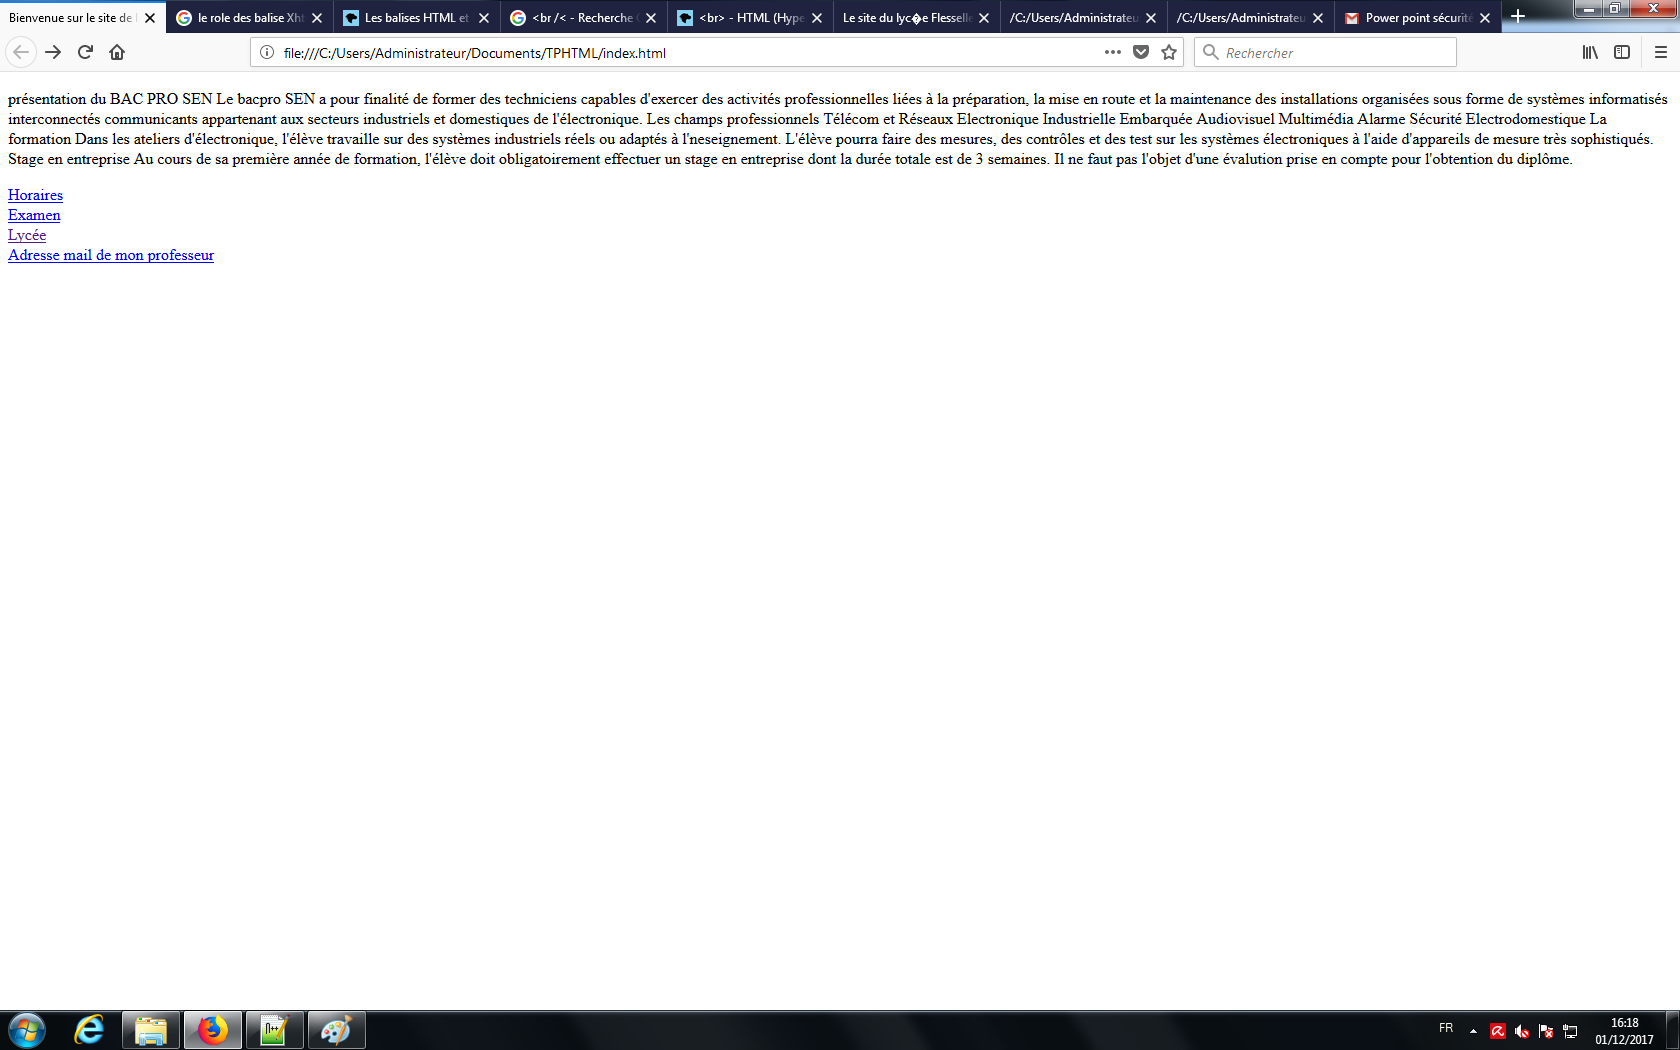 Bienvenue sur le site de
le role des balise Xht
Les balises HTML et
<br /< - Recherche
<br> - HTML (Hype
Le site du lyc�e Flesselle
/C:/Users/Administrateu
/C:/Users/Administrateu
Power point sécurité
file:///C:/Users/Administrateur/Documents/TPHTML/index.html
Rechercher
présentation du BAC PRO SEN Le bacpro SEN a pour finalité de former des techniciens capables d'exercer des activités professionnelles liées à la préparation, la mise en route et la maintenance des installations organisées sous forme de systèmes informatisés
interconnectés communicants appartenant aux secteurs industriels et domestiques de l'électronique. Les champs professionnels Télécom et Réseaux Electronique Industrielle Embarquée Audiovisuel Multimédia Alarme Sécurité Electrodomestique La
formation Dans les ateliers d'électronique, l'élève travaille sur des systèmes industriels réels ou adaptés à l'neseignement. L'élève pourra faire des mesures, des contrôles et des test sur les systèmes électroniques à l'aide d'appareils de mesure très sophistiqués.
Stage en entreprise Au cours de sa première année de formation, l'élève doit obligatoirement effectuer un stage en entreprise dont la durée totale est de 3 semaines. Il ne faut pas l'objet d'une évalution prise en compte pour l'obtention du diplôme.
Horaires
Examen
Lycée
Adresse mail de mon professeur
FR
16:18
01/12/2017